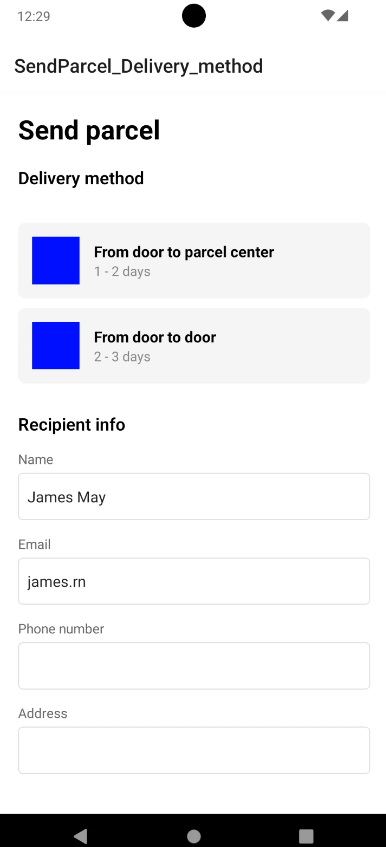 12:29
SendParcel_Delivery_method
Send parcel
Delivery method
From door to parcel center
1 - 2 days
From door to door
2 - 3 days
Recipient info
Name
James May
Email
james.rn
Phone number
Address